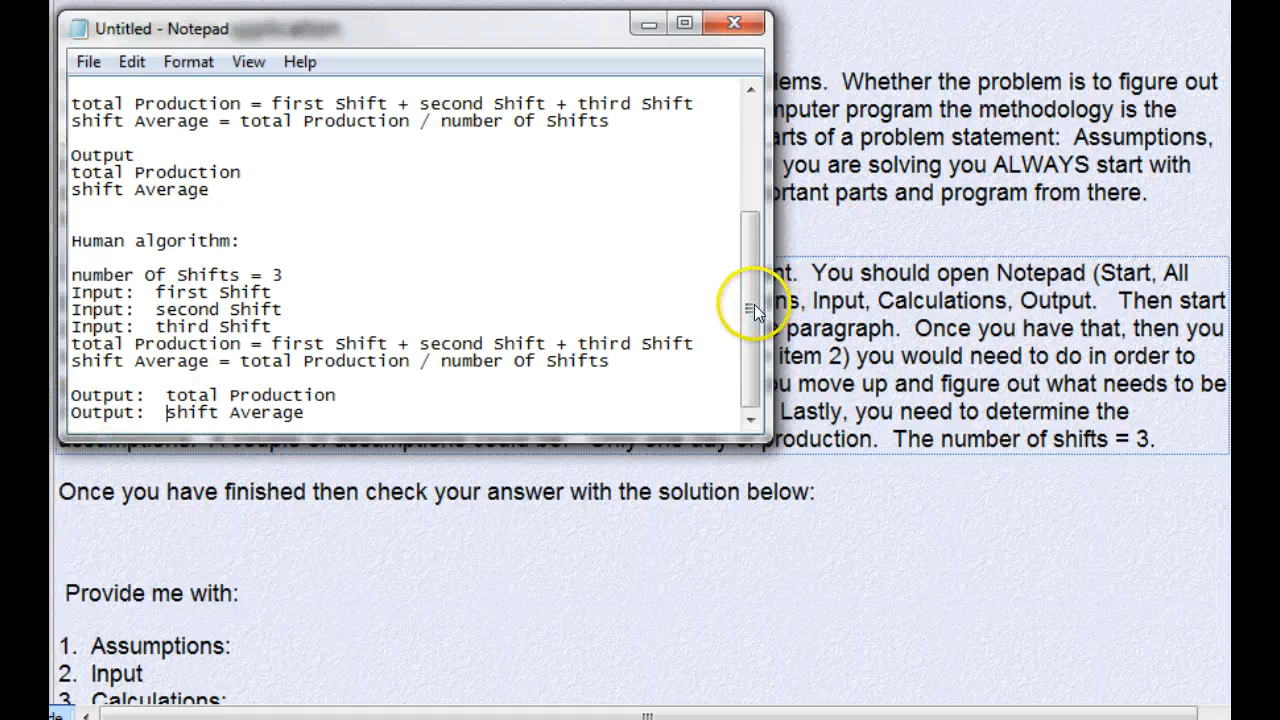 Untitled - Notepad
File Edit Format View Help
total Production = first Shift + second Shift + third Shift
shift Average = total Production / number Of Shifts
Output
total Production
shift Average
Human algorithm:
number Of Shifts = 3
Input: first Shift
Input: second Shift
Input: third Shift
total Production = first Shift + second Shift + third Shift
shift Average = total Production / number Of Shifts
Output: total Production
Output: shift Average
lems. Whether the problem is to figure out
mputer program the methodology is the
arts of a problem statement: Assumptions,
you are solving you ALWAYS start with
ortant parts and program from there.
nt. You should open Notepad (Start, All
ns, Input, Calculations, Output. Then start
paragraph. Once you have that, then you
item 2) you would need to do in order to
u move up and figure out what needs to be
Lastly, you need to determine the
production. The number of shifts = 3.
Once you have finished then check your answer with the solution below:
Provide me with:
1. Assumptions:
2. Input
3. Calculations: